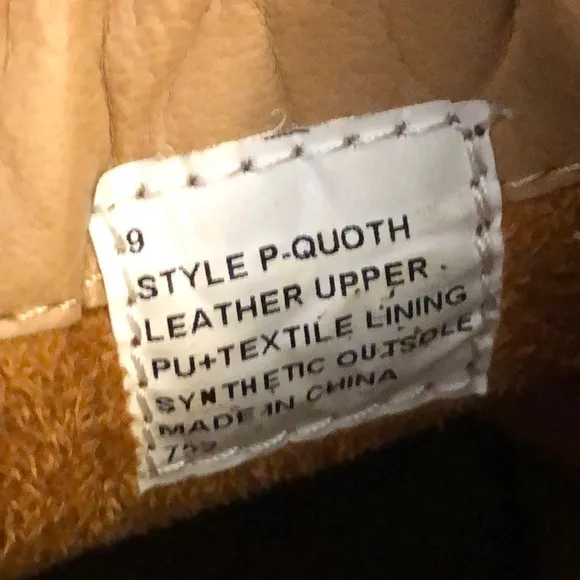 9
STYLE P-QUOTH
LEATHER UPPER
PU+TEXTILE LINING
SYNTHETIC OUTSOLE
MADE IN CHINA